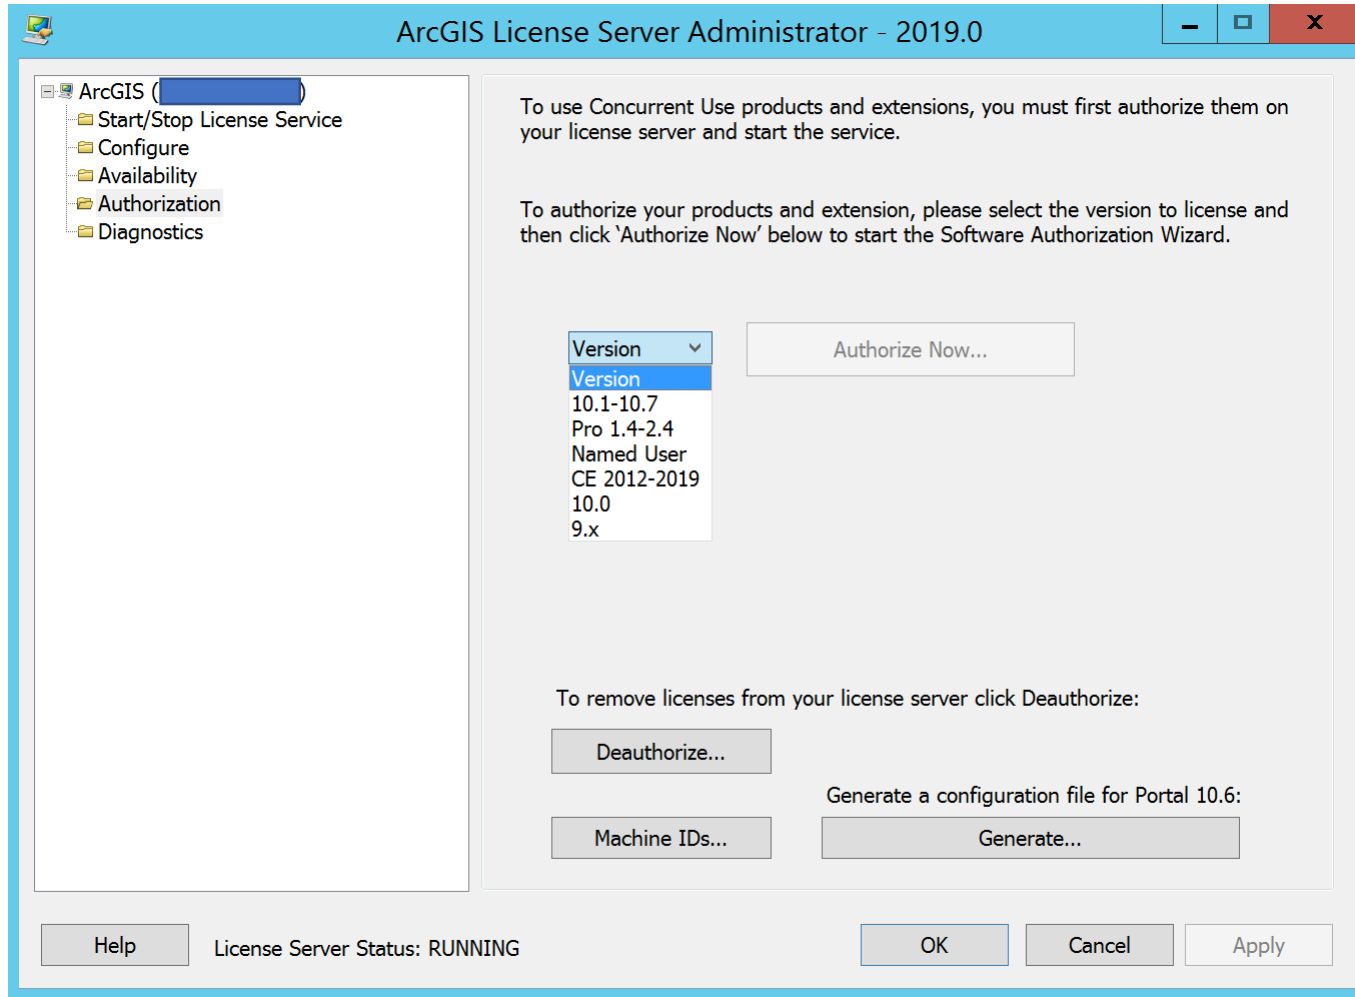 ArcGIS License Server Administrator - 2019.0
X
ArcGIS ( )
Start/Stop License Service
Configure
Availability
Authorization
Diagnostics
To use Concurrent Use products and extensions, you must first authorize them on
your license server and start the service.
To authorize your products and extension, please select the version to license and
then click ‘Authorize Now’ below to start the Software Authorization Wizard.
Version
Authorize Now...
Version
10.1-10.7
Pro 1.4-2.4
Named User
CE 2012-2019
10.0
9.x
To remove licenses from your license server click Deauthorize:
Deauthorize...
Generate a configuration file for Portal 10.6:
Machine IDs...
Generate...
Help
License Server Status: RUNNING
OK
Cancel
Apply